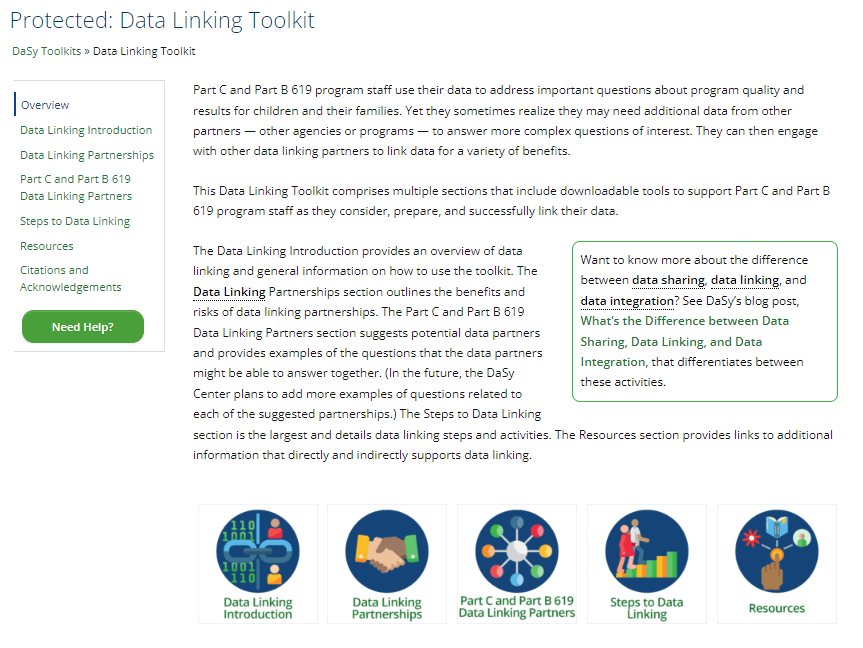 Protected: Data Linking Toolkit
DaSy Toolkits » Data Linking Toolkit
Overview
Data Linking Introduction
Data Linking Partnerships
Part C and Part B 619
Data Linking Partners
Steps to Data Linking
Resources
Citations and
Acknowledgements
Need Help?
Part C and Part B 619 program staff use their data to address important questions about program quality and
results for children and their families. Yet they sometimes realize they may need additional data from other
partners — other agencies or programs — to answer more complex questions of interest. They can then engage
with other data linking partners to link data for a variety of benefits.
This Data Linking Toolkit comprises multiple sections that include downloadable tools to support Part C and Part B
619 program staff as they consider, prepare, and successfully link their data.
The Data Linking Introduction provides an overview of data
linking and general information on how to use the toolkit. The
Data Linking Partnerships section outlines the benefits and
risks of data linking partnerships. The Part C and Part B 619
Data Linking Partners section suggests potential data partners
and provides examples of the questions that the data partners
might be able to answer together. (In the future, the DaSy
Center plans to add more examples of questions related to
each of the suggested partnerships.) The Steps to Data Linking
section is the largest and details data linking steps and activities. The Resources section provides links to additional
information that directly and indirectly supports data linking.
Want to know more about the difference
between data sharing, data linking, and
data integration? See DaSy's blog post,
What's the Difference between Data
Sharing, Data Linking, and Data
Integration, that differentiates between
these activities.
110
1001
1001
110
Data Linking
Introduction
Data Linking
Partnerships
Part C and Part B 619
Data Linking Partners
Steps to Data
Linking
Resources